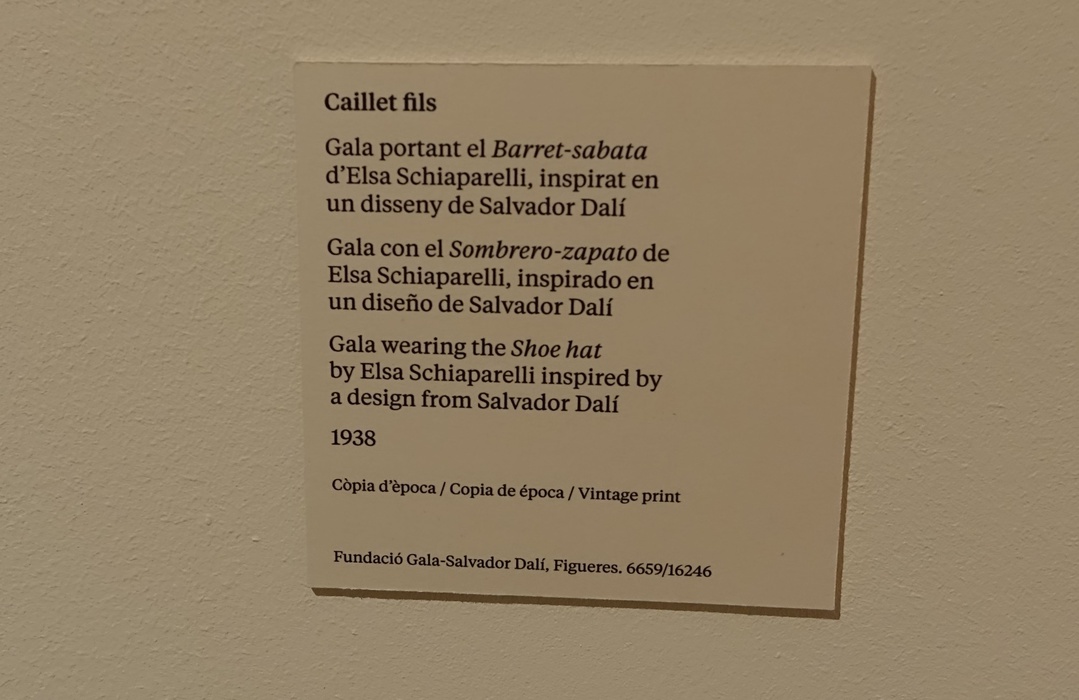 Caillet fils
Gala portant el Barret-sabata
d'Elsa Schiaparelli, inspirat en
un disseny de Salvador Dalí
Gala con el Sombrero-zapato de
Elsa Schiaparelli, inspirado en
un diseño de Salvador Dalí
Gala wearing the Shoe hat
by Elsa Schiaparelli inspired by
a design from Salvador Dalí
1938
Còpia d'època / Copia de época / Vintage print
Fundació Gala-Salvador Dalí, Figueres. 6659/16246